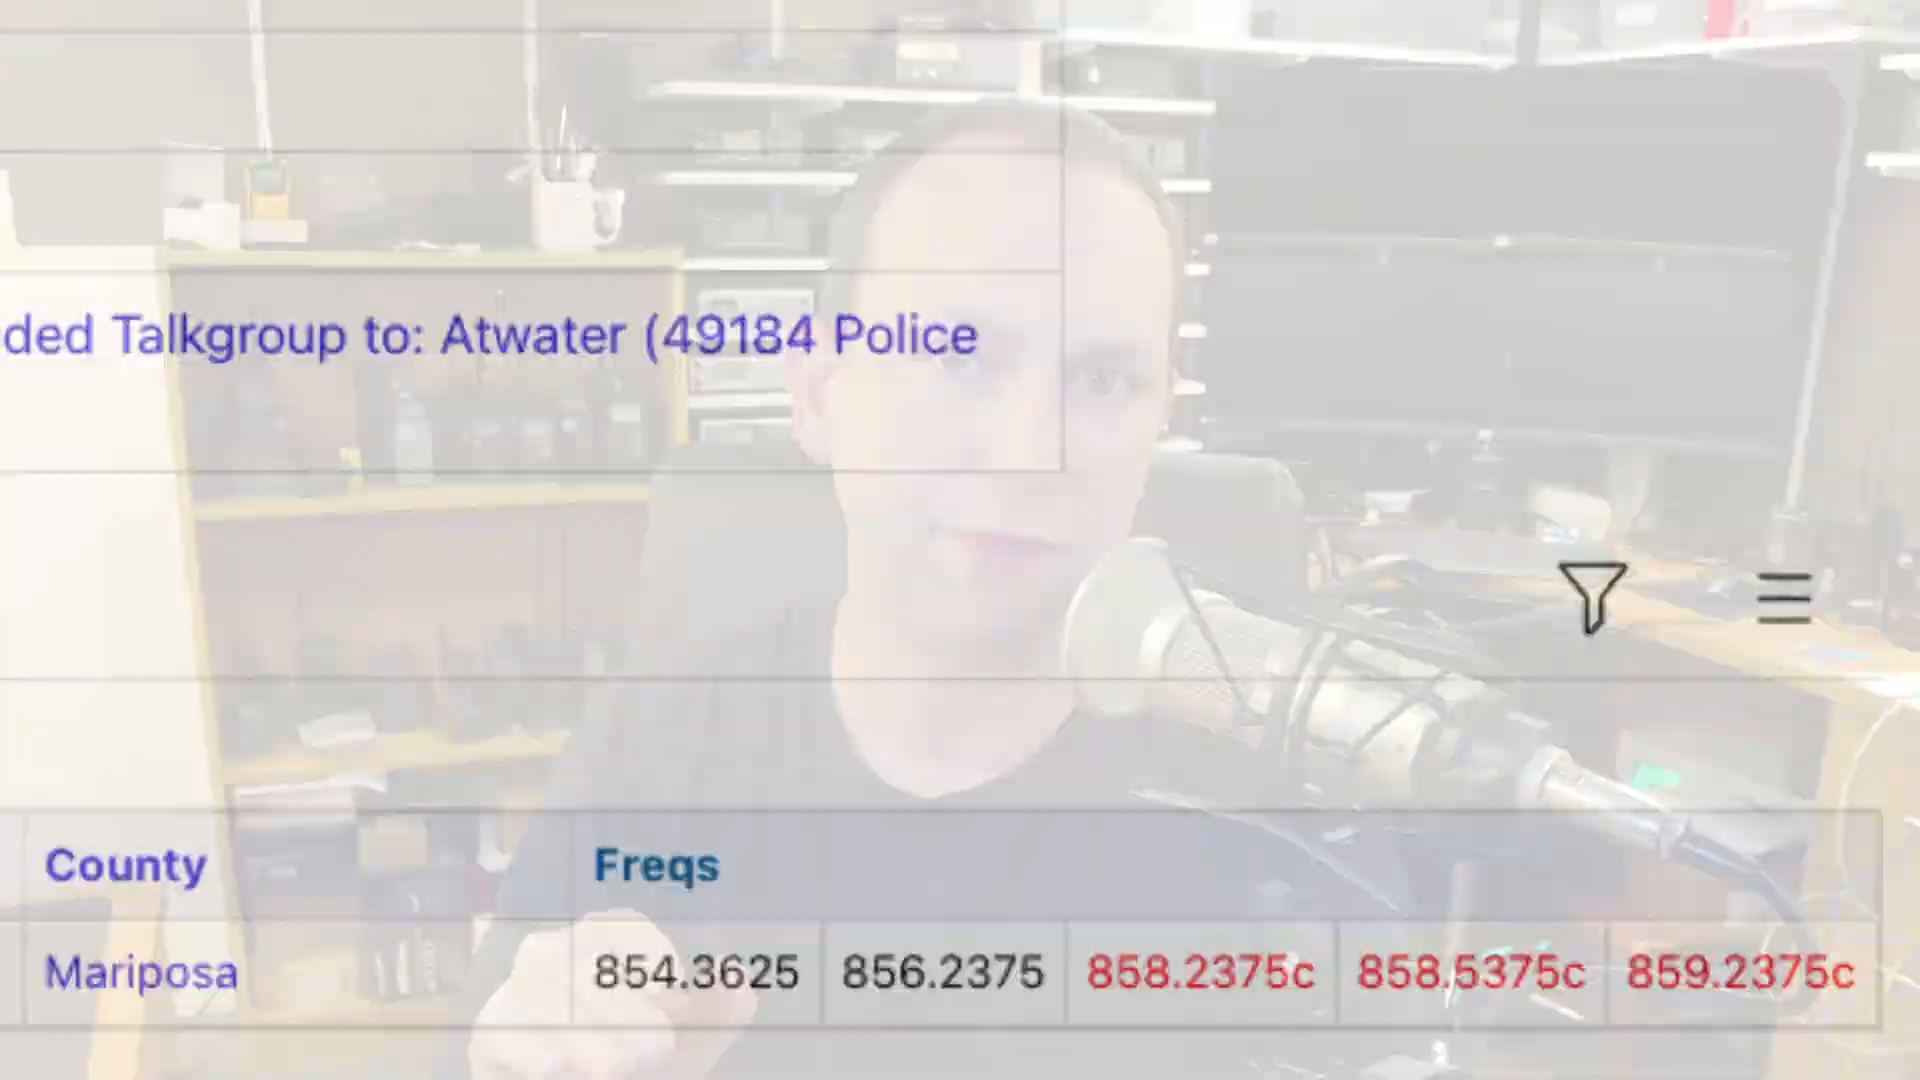 ded Talkgroup to: Atwater (49184 Police
County Freqs
Mariposa 854.3625 856.2375 858.2375c 858.5375c 859.2375c